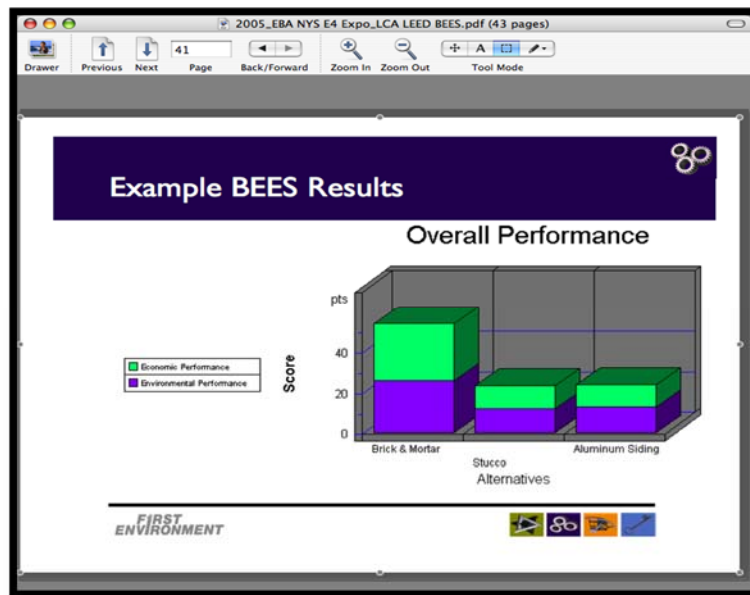 2005_EBA NYS E4 Expo_LCA LEED BEES.pdf (43 pages)
41
Drawer Previous Next Page Back/Forward Zoom In Zoom Out Tool Mode
A
Example BEES Results
Overall Performance
pts
40
20
0
Score
Economic Performance
Environmental Performance
Brick & Mortar
Stucco
Aluminum Siding
Alternatives
FIRST
ENVIRONMENT